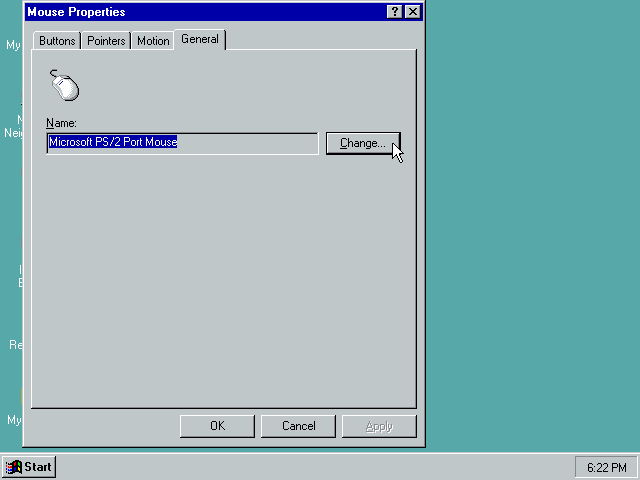 Mouse Properties
Buttons Pointers Motion General
Name:
Microsoft PS/2 Port Mouse
Change...
OK Cancel Apply
My
Neig
Re
My
Start
6:22 PM